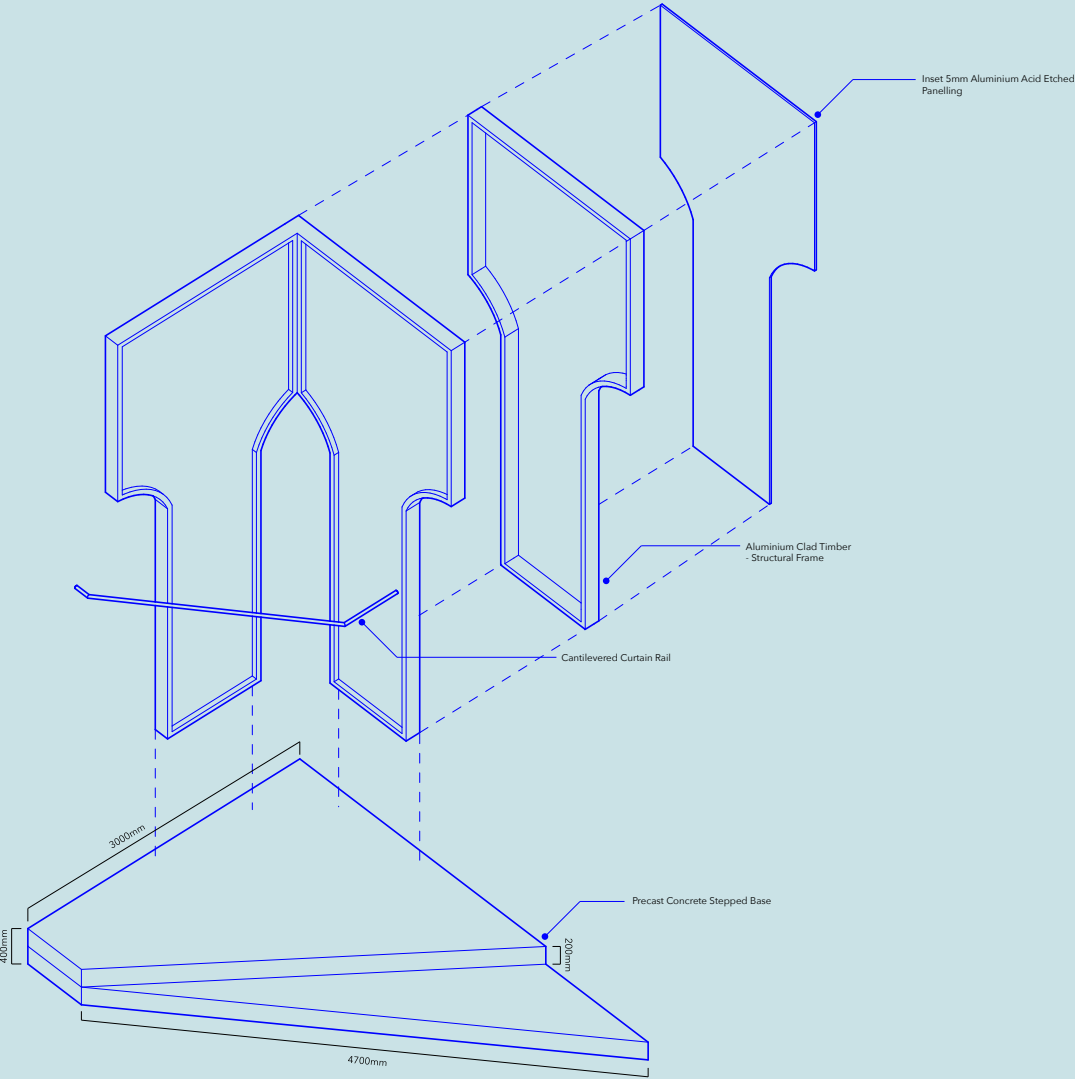 Inset 5mm Aluminium Acid Etched
Panelling
Aluminium Clad Timber
- Structural Frame
Cantilevered Curtain Rail
3000mm
Precast Concrete Stepped Base
400mm
200mm
4700mm